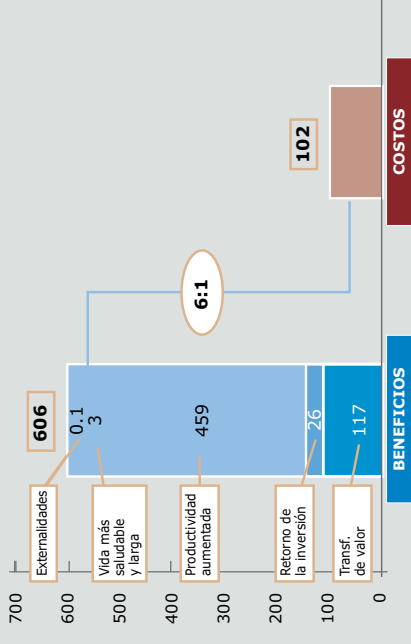 700
600
500
400
300
200
100
0
606
Externalidades
0.1
Vida más
saludable
y larga
3
Productividad
aumentada
459
Retorno de
la inversión
26
Transf.
de valor
117
6:1
102
BENEFICIOS
COSTOS